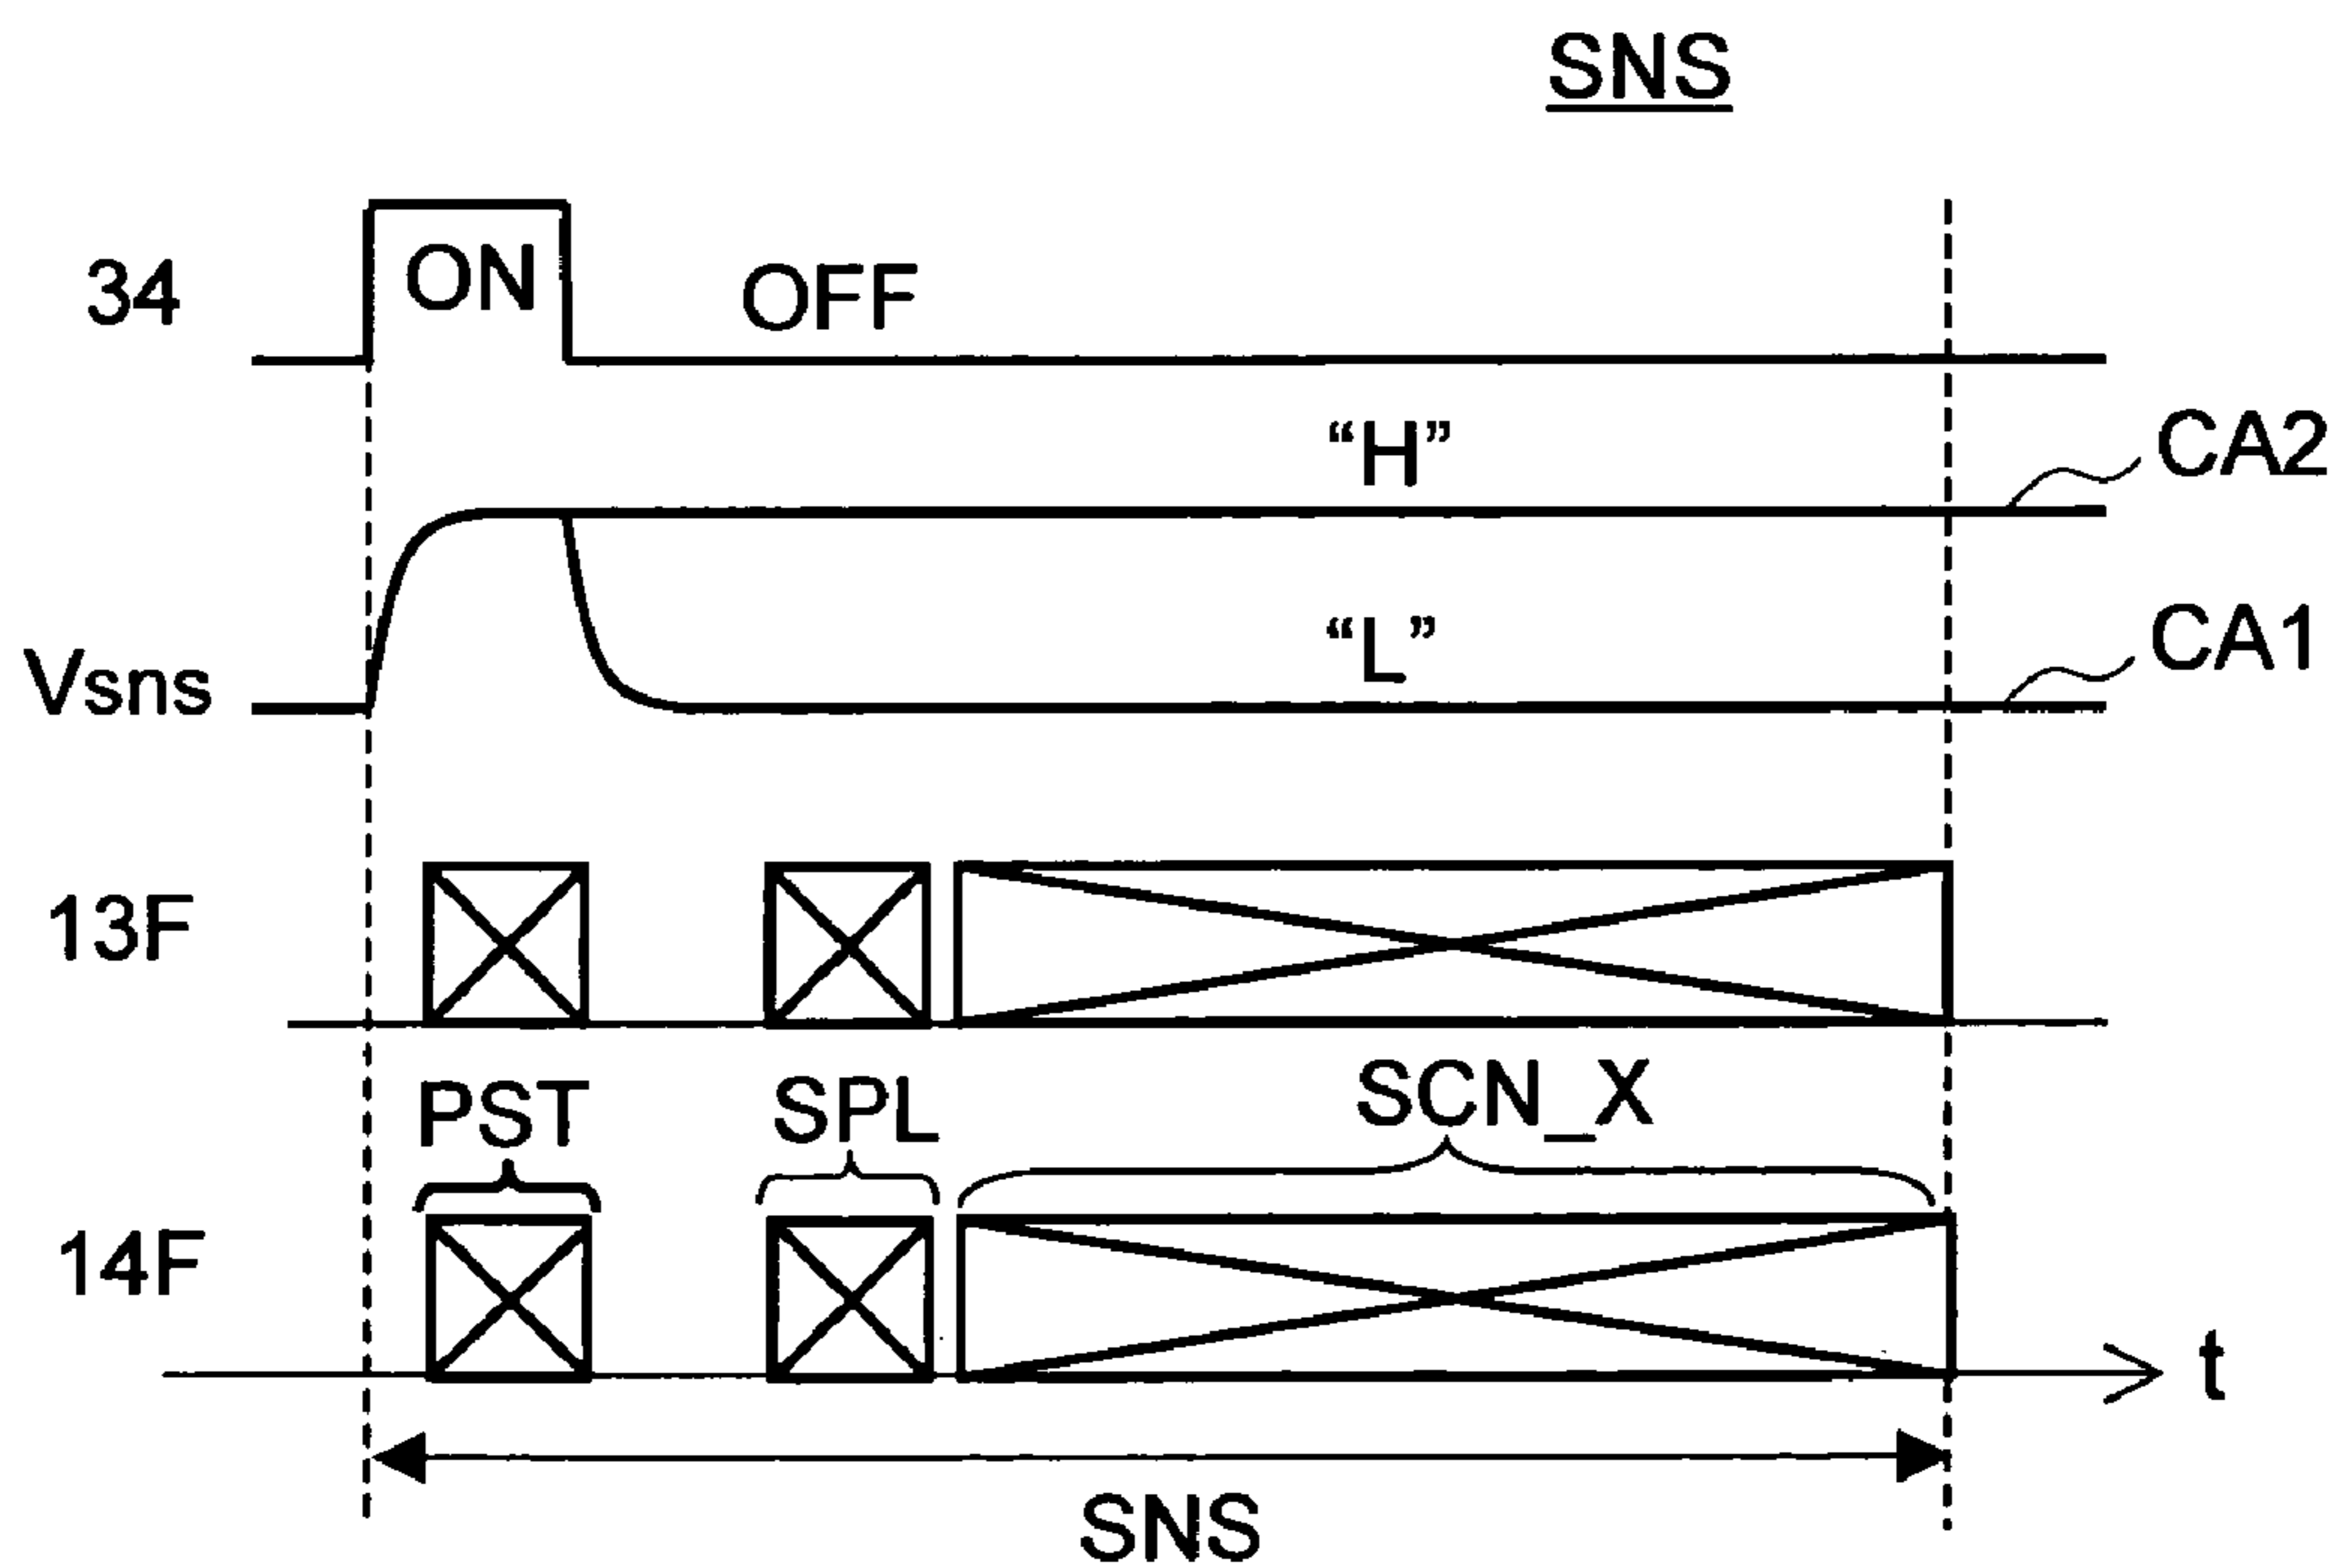 SNS
34 ON OFF
“H” CA2
Vsns “L” CA1
13F
PST SPL SCN_X
14F
t
SNS